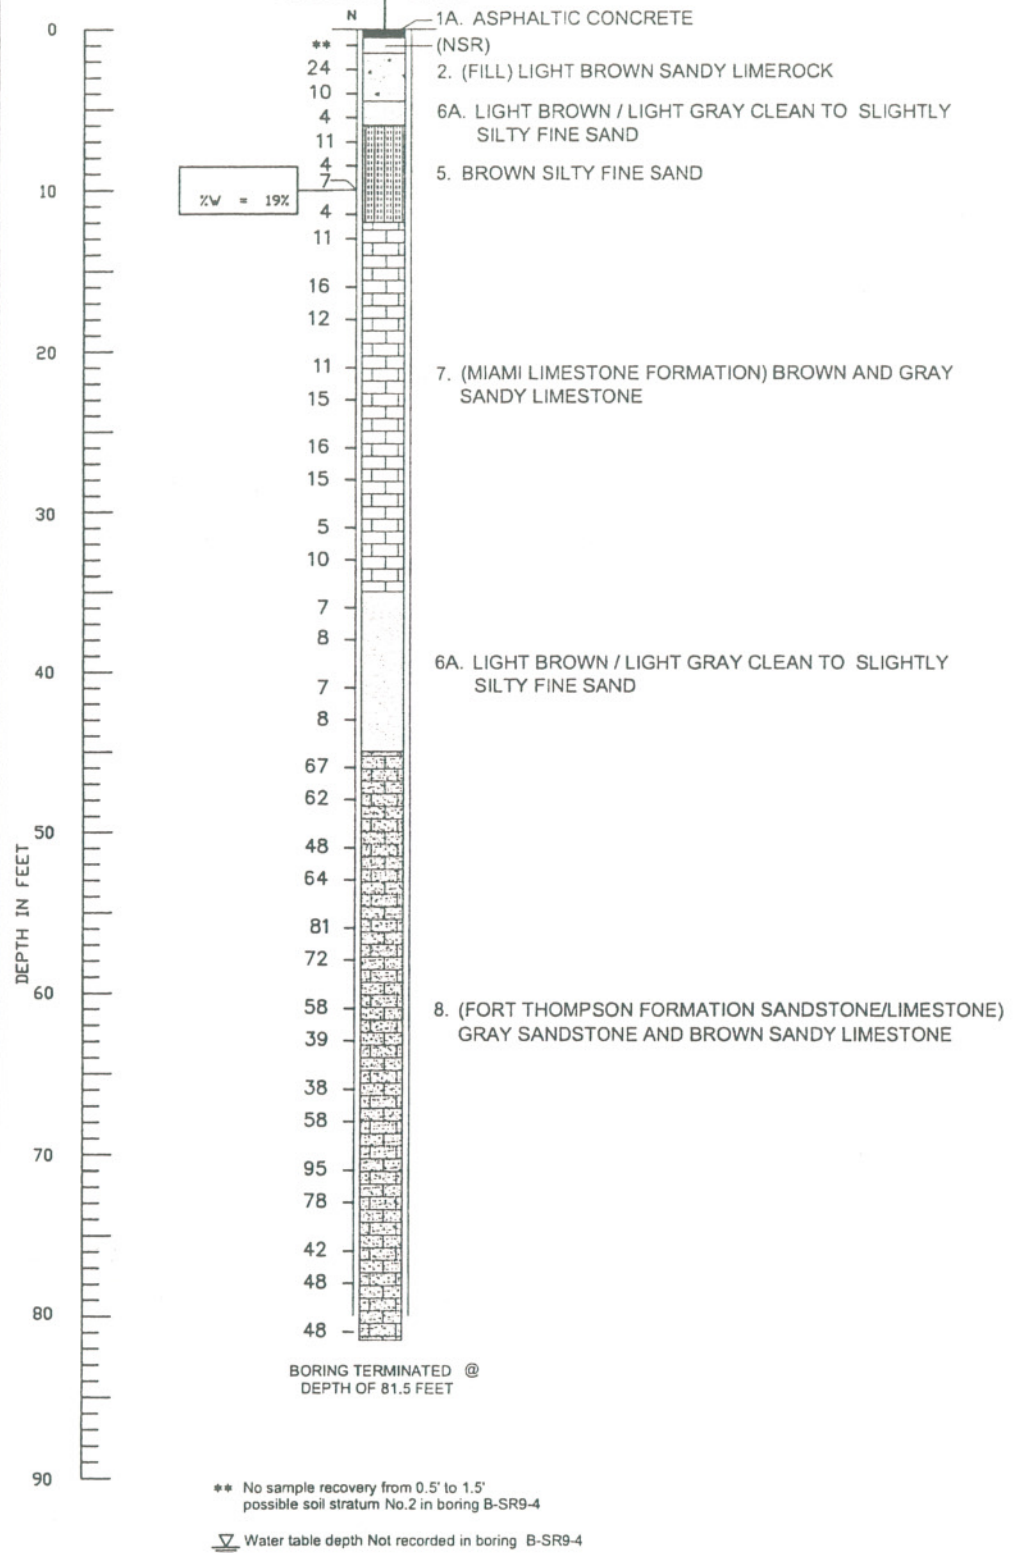 N
1A. ASPHALTIC CONCRETE
0
**
(NSR)
24
2. (FILL) LIGHT BROWN SANDY LIMEROCK
10
4
6A. LIGHT BROWN / LIGHT GRAY CLEAN TO SLIGHTLY
SILTY FINE SAND
11
4
5. BROWN SILTY FINE SAND
7
10
%W = 19%
4
11
16
12
20
11
7. (MIAMI LIMESTONE FORMATION) BROWN AND GRAY
SANDY LIMESTONE
15
16
15
30
5
10
7
8
40
6A. LIGHT BROWN / LIGHT GRAY CLEAN TO SLIGHTLY
SILTY FINE SAND
7
8
67
62
50
48
64
81
72
DEPTH IN FEET
60
58
8. (FORT THOMPSON FORMATION SANDSTONE/LIMESTONE)
GRAY SANDSTONE AND BROWN SANDY LIMESTONE
39
38
58
70
95
78
42
48
80
48
BORING TERMINATED @
DEPTH OF 81.5 FEET
90
** No sample recovery from 0.5' to 1.5'
possible soil stratum No.2 in boring B-SR9-4
Water table depth Not recorded in boring B-SR9-4